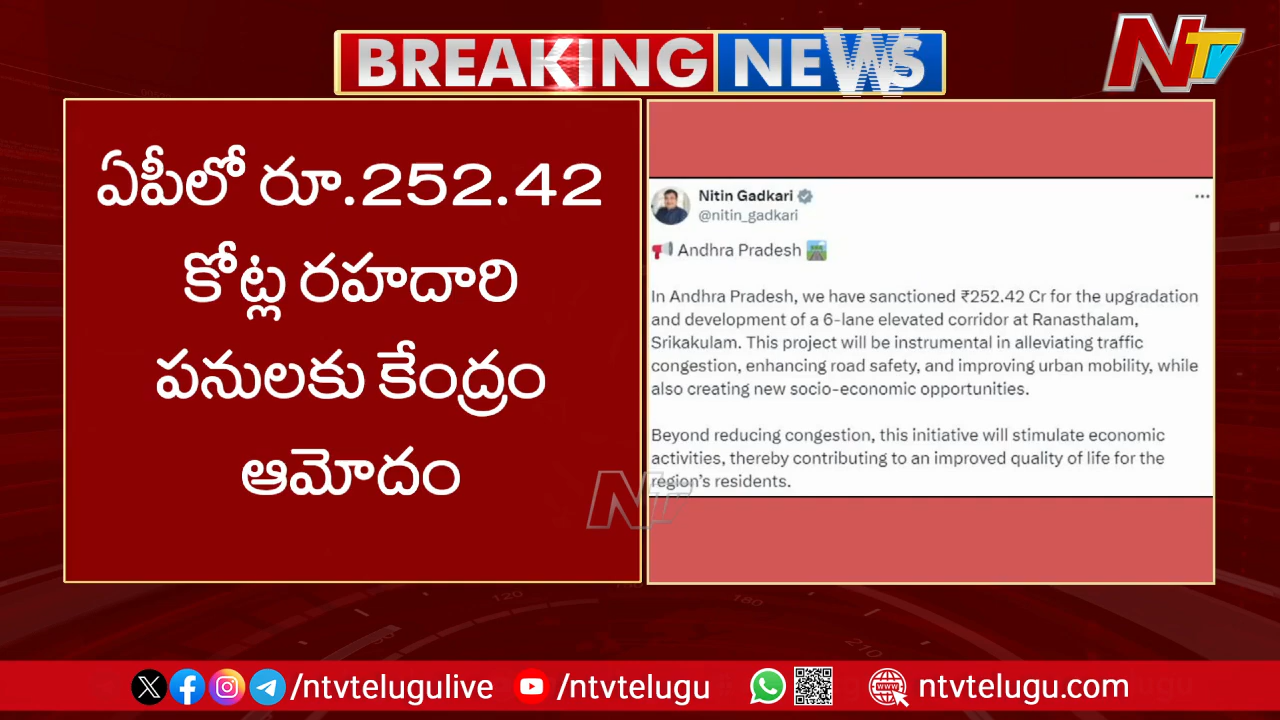 BREAKING NEWS
NTV
ఏపీలో రూ.252.42
కోట్ల రహదారి
పనులకు కేంద్రం
ఆమోదం
Nitin Gadkari
@nitin_gadkari
📢 Andhra Pradesh 🛣️
In Andhra Pradesh, we have sanctioned ₹252.42 Cr for the upgradation
and development of a 6-lane elevated corridor at Ranasthalam,
Srikakulam. This project will be instrumental in alleviating traffic
congestion, enhancing road safety, and improving urban mobility, while
also creating new socio-economic opportunities.
Beyond reducing congestion, this initiative will stimulate economic
activities, thereby contributing to an improved quality of life for the
region's residents.
NTV
120
180
210
/ntvtelugulive /ntvtelugu ntvtelugu.com